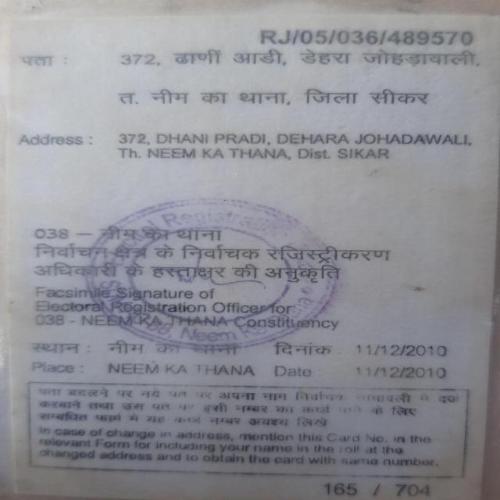 RJ/05/036/489570
पता : 372, ढाणीं आडी, डेहरा जोहड़ावाली,
त. नीम का थाना, जिला सीकर
Address : 372, DHANI PRADI, DEHARA JOHADAWALI,
Th. NEEM KA THANA, Dist. SIKAR
038 – नीम का थाना
निर्वाचन क्षेत्र के निर्वाचक रजिस्ट्रीकरण
अधिकारी के हस्ताक्षर की अनुकृति
Facsimile Signature of
Electoral Registration Officer for
038 - NEEM KA THANA Constituency
स्थान : नीम का थाना दिनांक : 11/12/2010
Place : NEEM KA THANA Date : 11/12/2010
पता बदलने पर नये पते पर अपना नाम निर्वाचक नामावली में दर्ज
करवाने तथा उस पते पर इसी नम्बर का कार्ड पाने के लिए
सम्बंधित फार्म में यह कार्ड नम्बर अवश्य लिखें
In case of change in address, mention this Card No. in the
relevant Form for including your name in the roll at the
changed address and to obtain the card with same number.
165 / 704